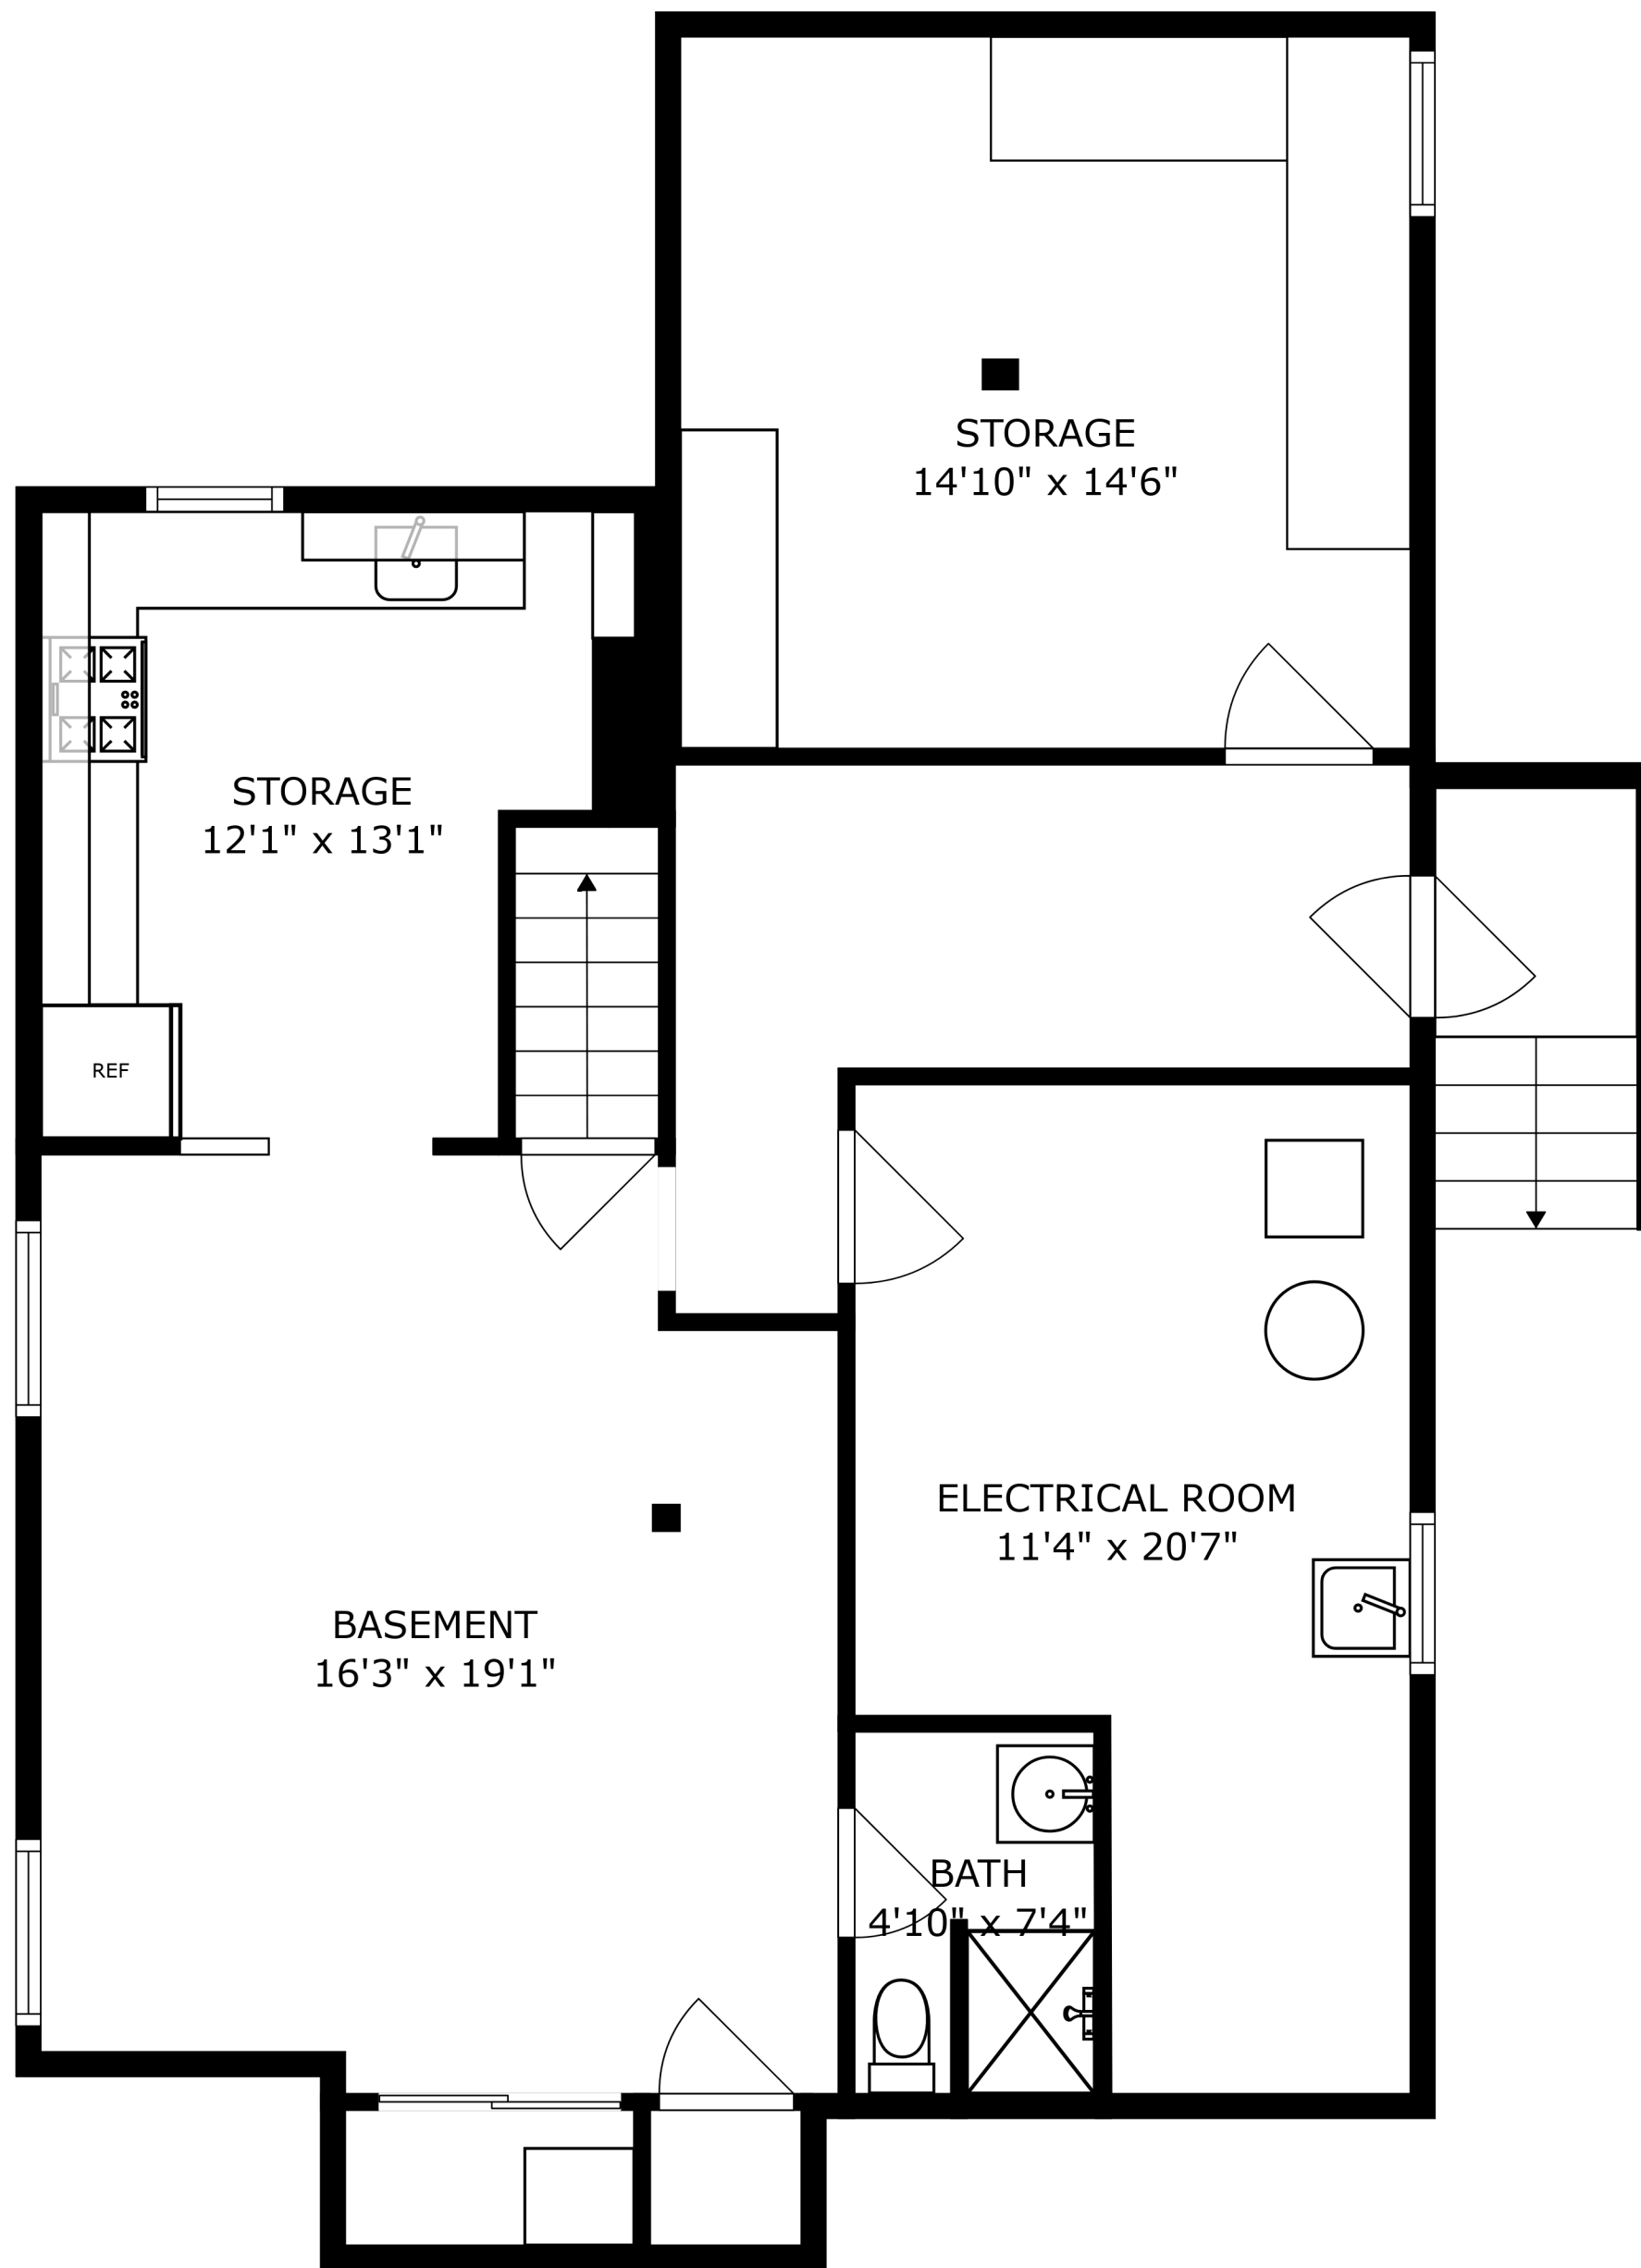 STORAGE
14'10" x 14'6"
STORAGE
12'1" x 13'1"
REF
ELECTRICAL ROOM
11'4" x 20'7"
BASEMENT
16'3" x 19'1"
BATH
4'10" x 7'4"